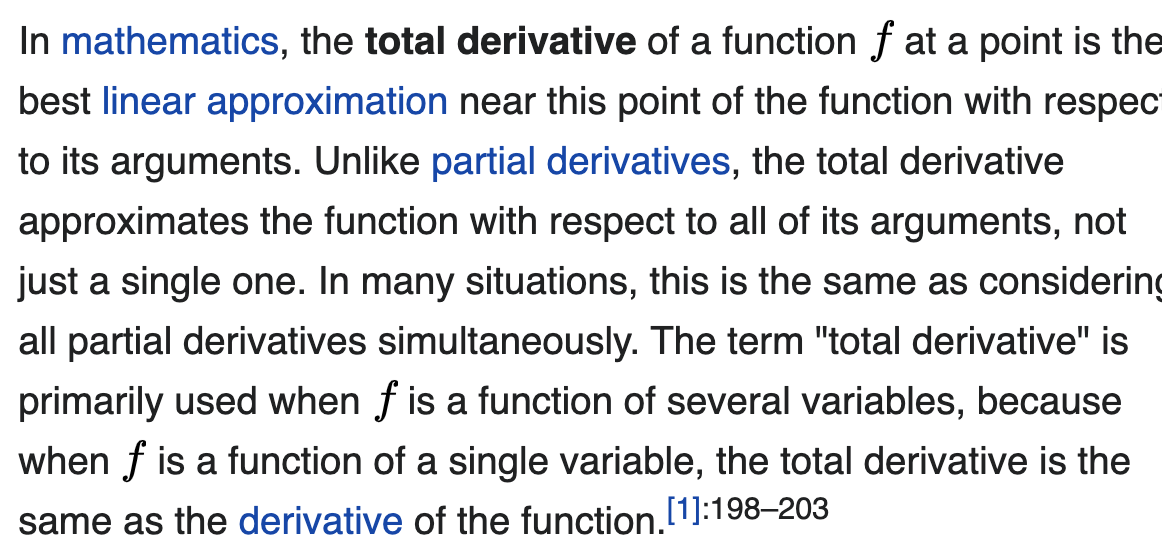 In mathematics, the total derivative of a function f at a point is the
best linear approximation near this point of the function with respect
to its arguments. Unlike partial derivatives, the total derivative
approximates the function with respect to all of its arguments, not
just a single one. In many situations, this is the same as considering
all partial derivatives simultaneously. The term "total derivative" is
primarily used when f is a function of several variables, because
when f is a function of a single variable, the total derivative is the
same as the derivative of the function.[1]:198–203